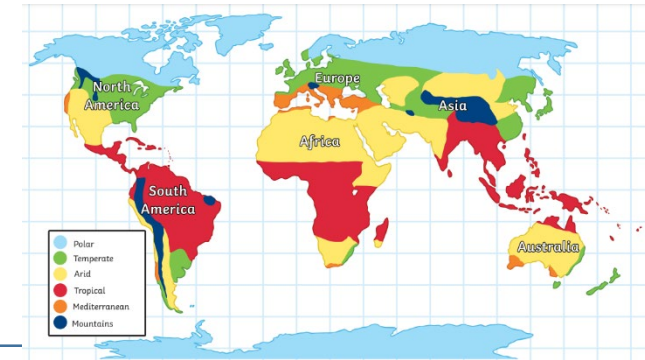 North
America
Europe
Asia
Africa
South
America
Australia
Polar
Temperate
Arid
Tropical
Mediterranean
Mountains